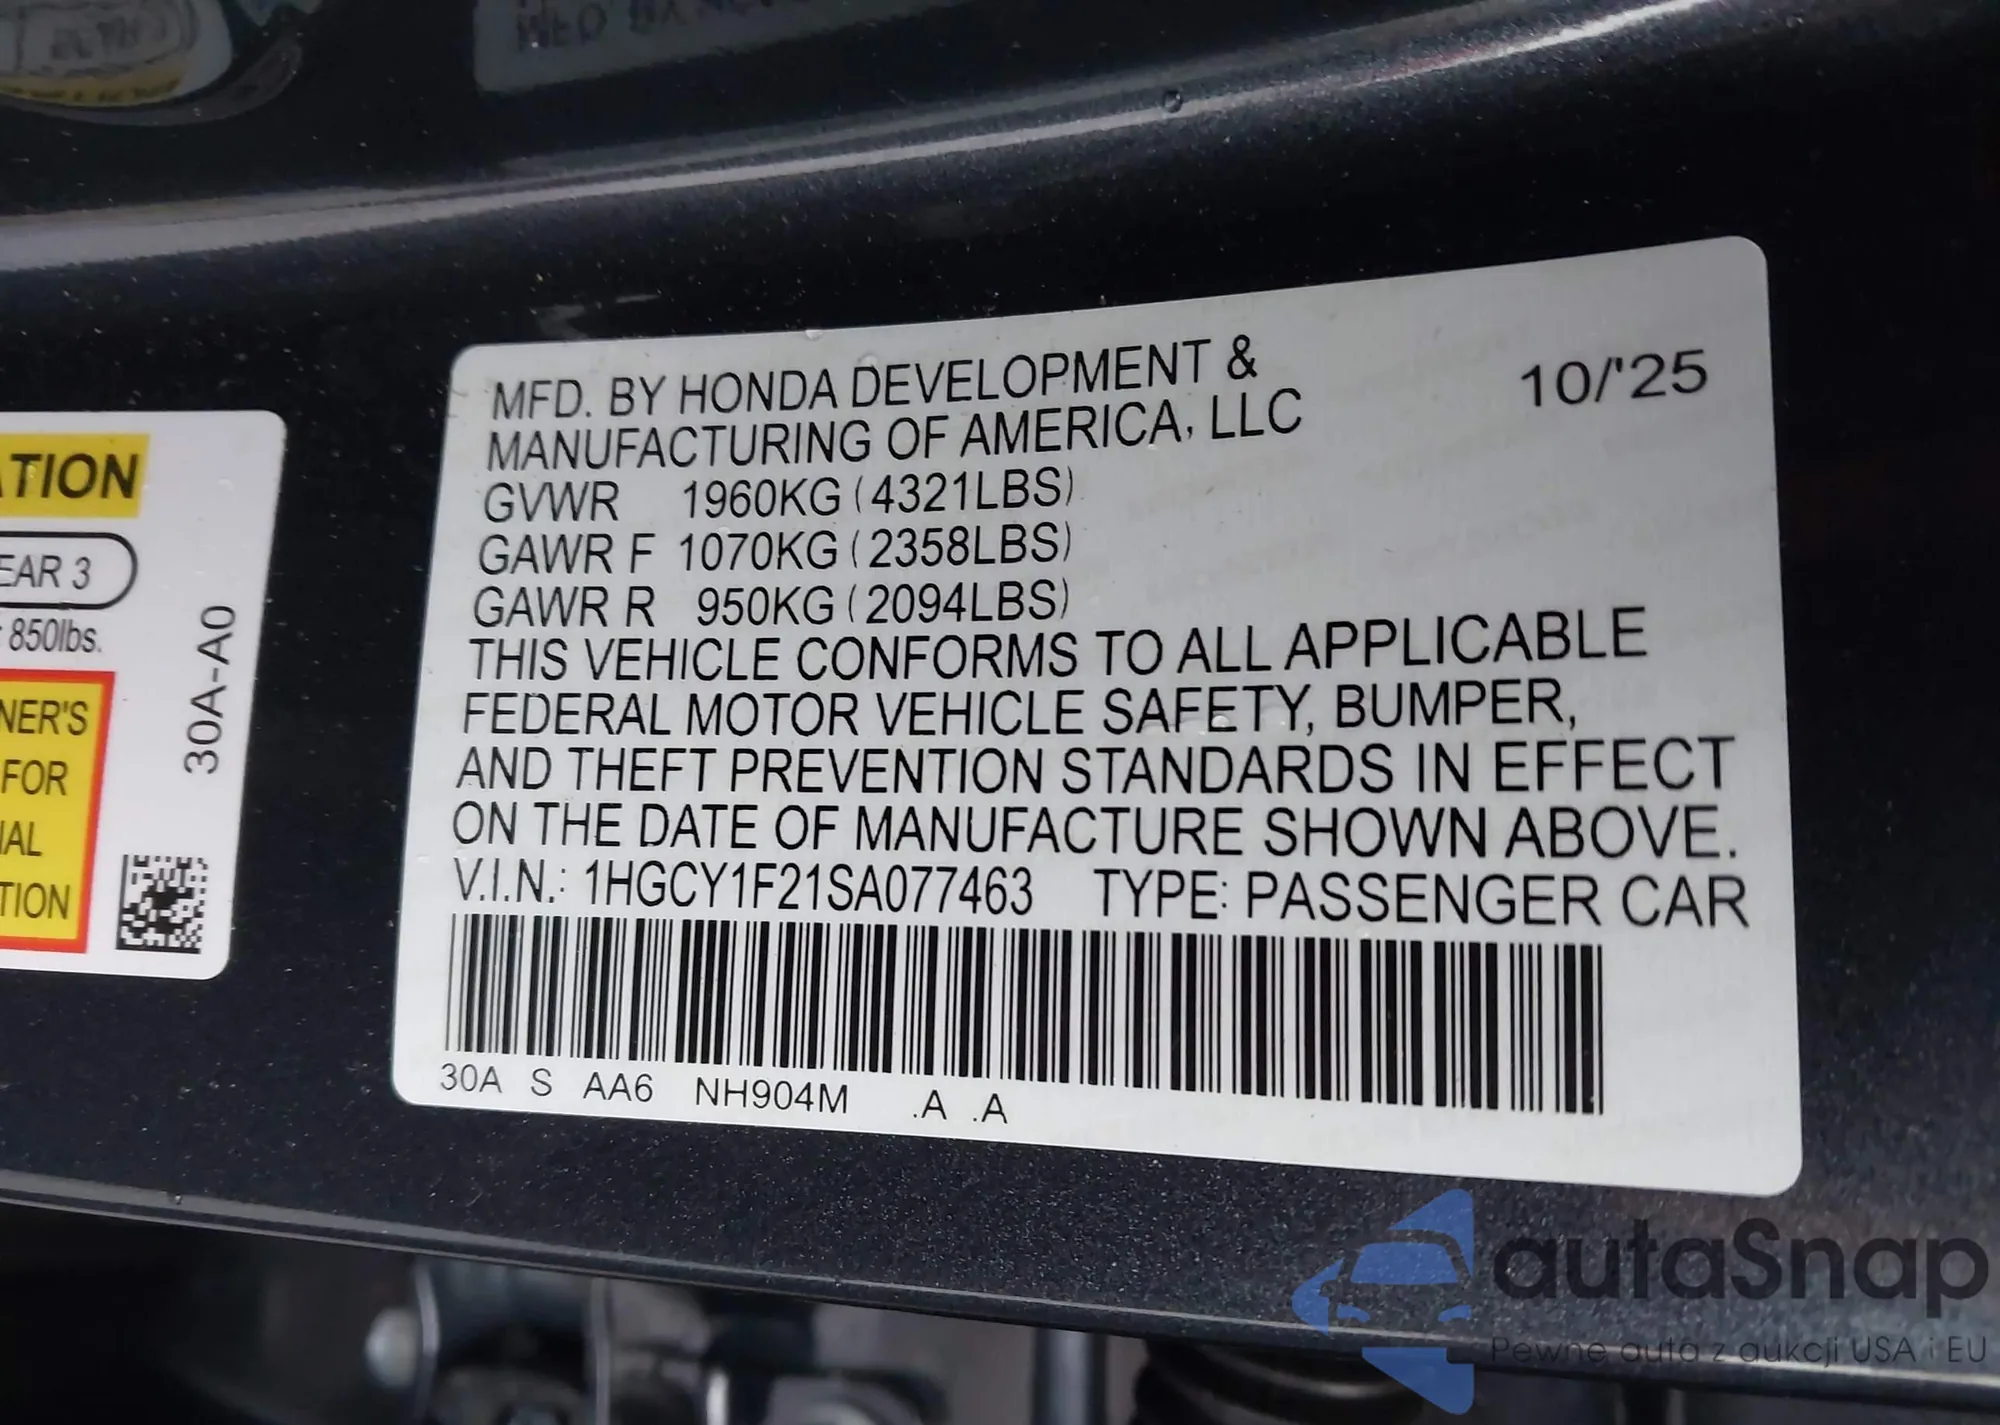 ATION
EAR 3
850lbs.
NER'S
FOR
IAL
TION
30A-A0
MFD. BY HONDA DEVELOPMENT &
MANUFACTURING OF AMERICA, LLC
10/'25
GVWR 1960KG (4321LBS)
GAWR F 1070KG (2358LBS)
GAWR R 950KG (2094LBS)
THIS VEHICLE CONFORMS TO ALL APPLICABLE
FEDERAL MOTOR VEHICLE SAFETY, BUMPER,
AND THEFT PREVENTION STANDARDS IN EFFECT
ON THE DATE OF MANUFACTURE SHOWN ABOVE.
V.I.N.: 1HGCY1F21SA077463 TYPE: PASSENGER CAR
30A S AA6 NH904M .A .A
autaSnap
Pewne auta z aukcji USA i EU